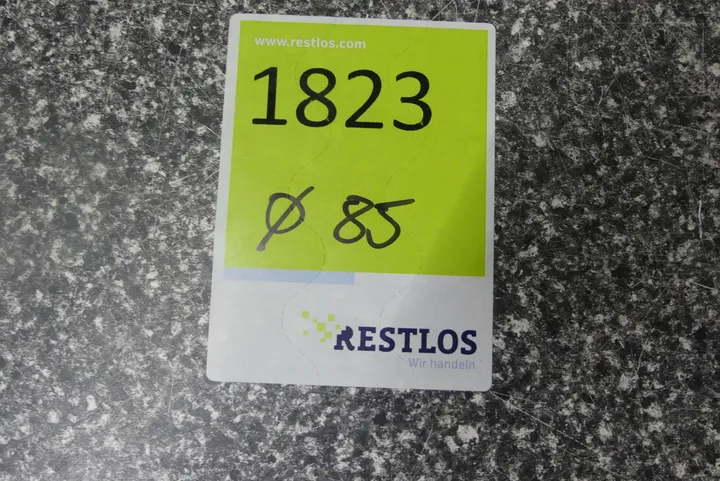 www.restlos.com
1823
Ø 85
RESTLOS
Wir handeln.